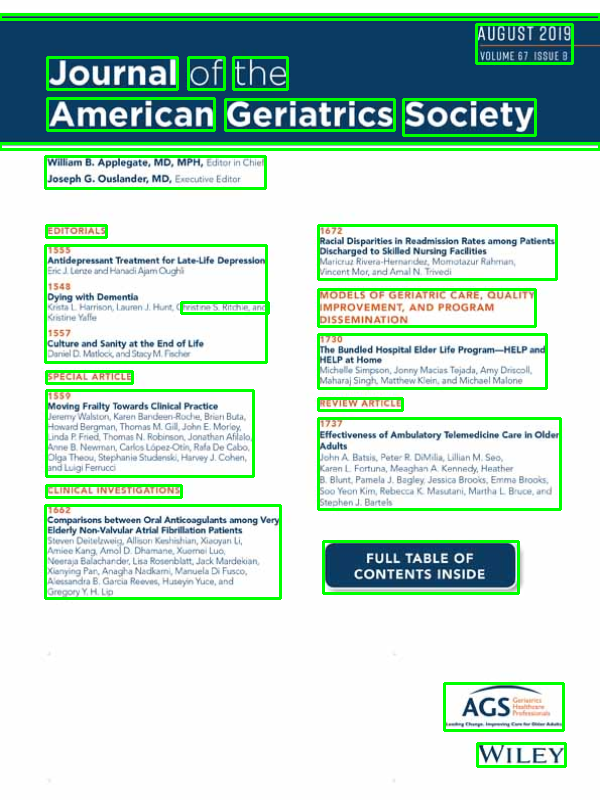 AUGUST 2019
VOLUME 67 ISSUE 8
Journal of the
American Geriatrics Society
William B. Applegate, MD, MPH, Editor in Chief
Joseph G. Ouslander, MD, Executive Editor
EDITORIALS
1555
Antidepressant Treatment for Late-Life Depression
Eric J. Lenze and Hanadi Ajam Oughli
1548
Dying with Dementia
Krista L. Harrison, Lauren J. Hunt, Christine S. Ritchie, and
Kristine Yaffe
1557
Culture and Sanity at the End of Life
Daniel D. Matlock, and Stacy M. Fischer
SPECIAL ARTICLE
1559
Moving Frailty Towards Clinical Practice
Jeremy Walston, Karen Bandeen-Roche, Brian Buta,
Howard Bergman, Thomas M. Gill, John E. Morley,
Linda P. Fried, Thomas N. Robinson, Jonathan Afilalo,
Anne B. Newman, Carlos López-Otín, Rafa De Cabo,
Olga Theou, Stephanie Studenski, Harvey J. Cohen,
and Luigi Ferrucci
CLINICAL INVESTIGATIONS
1662
Comparisons between Oral Anticoagulants among Very
Elderly Non-Valvular Atrial Fibrillation Patients
Steven Deitelzweig, Allison Keshishian, Xiaoyan Li,
Amiee Kang, Amol D. Dhamane, Xuemei Luo,
Neeraja Balachander, Lisa Rosenblatt, Jack Mardekian,
Xianying Pan, Anagha Nadkarni, Manuela Di Fusco,
Alessandra B. Garcia Reeves, Huseyin Yuce, and
Gregory Y. H. Lip
1672
Racial Disparities in Readmission Rates among Patients
Discharged to Skilled Nursing Facilities
Maricruz Rivera-Hernandez, Momotazur Rahman,
Vincent Mor, and Amal N. Trivedi
MODELS OF GERIATRIC CARE, QUALITY
IMPROVEMENT, AND PROGRAM
DISSEMINATION
1730
The Bundled Hospital Elder Life Program—HELP and
HELP at Home
Michelle Simpson, Jonny Macias Tejada, Amy Driscoll,
Maharaj Singh, Matthew Klein, and Michael Malone
REVIEW ARTICLE
1737
Effectiveness of Ambulatory Telemedicine Care in Older
Adults
John A. Batsis, Peter R. DiMilia, Lillian M. Seo,
Karen L. Fortuna, Meaghan A. Kennedy, Heather
B. Blunt, Pamela J. Bagley, Jessica Brooks, Emma Brooks,
Soo Yeon Kim, Rebecca K. Masutani, Martha L. Bruce, and
Stephen J. Bartels
FULL TABLE OF
CONTENTS INSIDE
AGS Geriatrics
Healthcare
Professionals
Leading Change. Improving Care for Older Adults.
WILEY